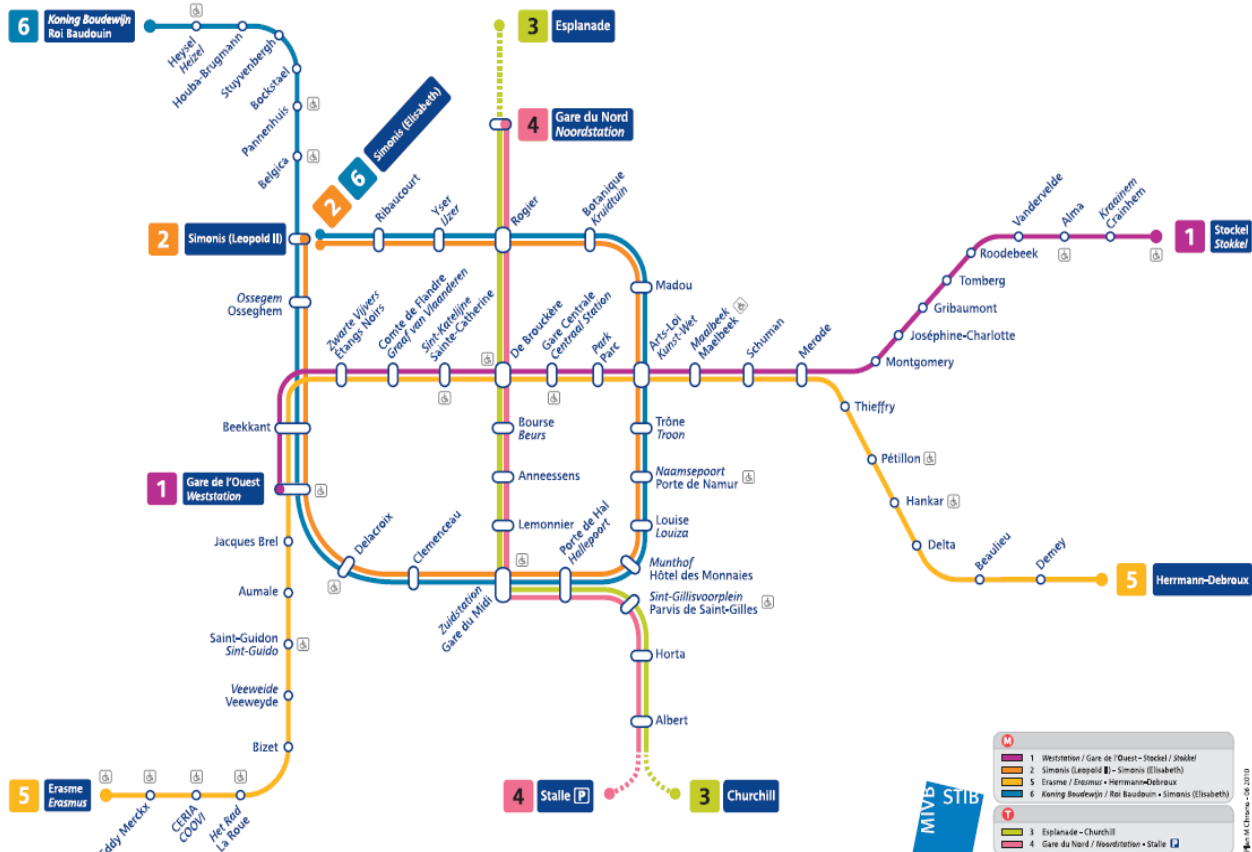 6
Koning Boudewijn
Roi Baudouin
Heysel
Heizel
Houba-Brugmann
Stuyvenbergh
Bockstael
Pannenhuis
Belgica
3
Esplanade
4
Gare du Nord
Noordstation
2
6
Simonis (Elisabeth)
2
Simonis (Leopold II)
Ribaucourt
Yser
IJzer
Rogier
Botanique
Kruidtuin
Madou
Ossegem
Osseghem
Zwarte Vijvers
Étangs Noirs
Comte de Flandre
Graaf van Vlaanderen
Sint-Katelijne
Sainte-Catherine
De Brouckère
Gare Centrale
Centraal Station
Park
Parc
Arts-Loi
Kunst-Wet
Maalbeek
Maelbeek
Schuman
Merode
Montgomery
Joséphine-Charlotte
Gribaumont
Tomberg
Roodebeek
Vandervelde
Alma
Kraainem
Crainhem
1
Stockel
Stokkel
Beekkant
1
Gare de l'Ouest
Weststation
Bourse
Beurs
Anneessens
Lemonnier
Trône
Troon
Naamsepoort
Porte de Namur
Louise
Louiza
Munthof
Hôtel des Monnaies
Thieffry
Pétillon
Hankar
Delta
Beaulieu
Demey
5
Herrmann-Debroux
Delacroix
Clemenceau
Zuidstation
Gare du Midi
Porte de Hal
Hallepoort
Sint-Gillisvoorplein
Parvis de Saint-Gilles
Horta
Albert
Jacques Brel
Aumale
Saint-Guidon
Sint-Guido
Veeweide
Veeweyde
Bizet
5
Erasme
Erasmus
Eddy Merckx
CERIA
COOVI
Het Rad
La Roue
4
Stalle P
3
Churchill
MIVB
STIB
M
1 Weststation / Gare de l'Ouest - Stockel / Stokkel
2 Simonis (Leopold II) - Simonis (Elisabeth)
5 Erasme / Erasmus - Herrmann-Debroux
6 Koning Boudewijn / Roi Baudouin - Simonis (Elisabeth)
T
3 Esplanade - Churchill
4 Gare du Nord / Noordstation - Stalle P